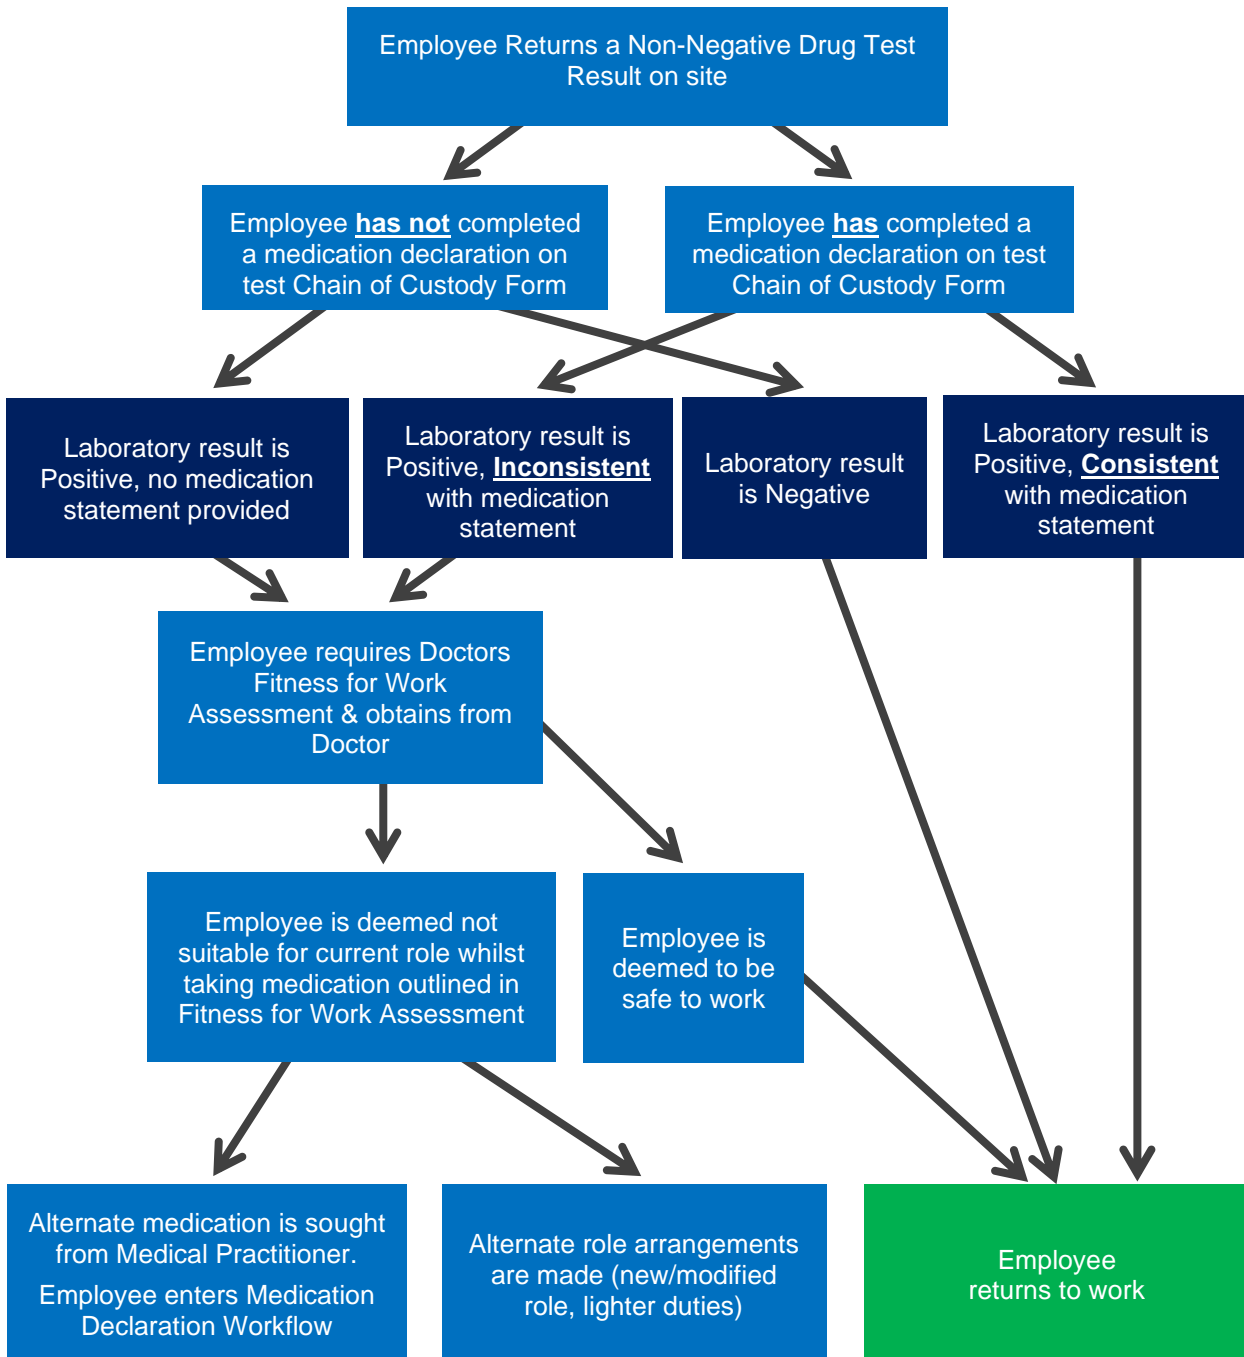 Employee Returns a Non-Negative Drug Test
Result on site
Employee has not completed
a medication declaration on
test Chain of Custody Form
Employee has completed a
medication declaration on test
Chain of Custody Form
Laboratory result is
Positive, no medication
statement provided
Laboratory result is
Positive, Inconsistent
with medication
statement
Laboratory result
is Negative
Laboratory result is
Positive, Consistent
with medication
statement
Employee requires Doctors
Fitness for Work
Assessment & obtains from
Doctor
Employee is deemed not
suitable for current role whilst
taking medication outlined in
Fitness for Work Assessment
Employee is
deemed to be
safe to work
Alternate medication is sought
from Medical Practitioner.
Employee enters Medication
Declaration Workflow
Alternate role arrangements
are made (new/modified
role, lighter duties)
Employee
returns to work